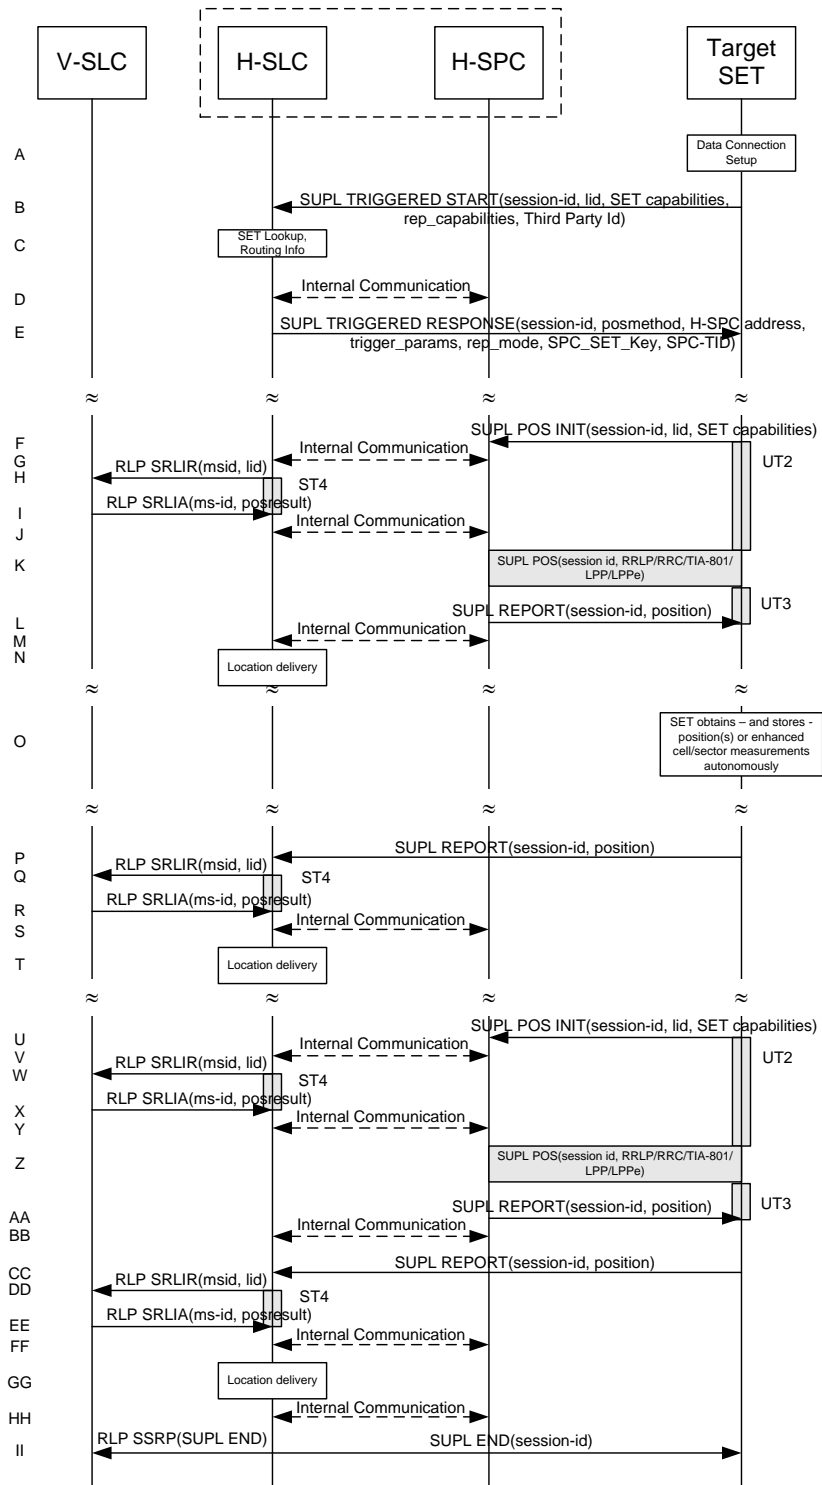 V-SLC
H-SLC
H-SPC
Target
SET
A
Data Connection
Setup
B
SUPL TRIGGERED START(session-id, lid, SET capabilities,
rep_capabilities, Third Party Id)
C
SET Lookup,
Routing Info
D
Internal Communication
E
SUPL TRIGGERED RESPONSE(session-id, posmethod, H-SPC address,
trigger_params, rep_mode, SPC_SET_Key, SPC-TID)
≈ ≈ ≈ ≈
F
SUPL POS INIT(session-id, lid, SET capabilities)
G
Internal Communication
UT2
H
RLP SRLIR(msid, lid)
ST4
I
RLP SRLIA(ms-id, posresult)
J
Internal Communication
K
SUPL POS(session id, RRLP/RRC/TIA-801/
LPP/LPPe)
UT3
L
SUPL REPORT(session-id, position)
M
Internal Communication
N
Location delivery
≈ ≈ ≈ ≈
O
SET obtains – and stores -
position(s) or enhanced
cell/sector measurements
autonomously
≈ ≈ ≈ ≈
P
SUPL REPORT(session-id, position)
Q
RLP SRLIR(msid, lid)
ST4
R
RLP SRLIA(ms-id, posresult)
S
Internal Communication
T
Location delivery
≈ ≈ ≈ ≈
U
SUPL POS INIT(session-id, lid, SET capabilities)
V
Internal Communication
UT2
W
RLP SRLIR(msid, lid)
ST4
X
RLP SRLIA(ms-id, posresult)
Y
Internal Communication
Z
SUPL POS(session id, RRLP/RRC/TIA-801/
LPP/LPPe)
UT3
AA
SUPL REPORT(session-id, position)
BB
Internal Communication
CC
SUPL REPORT(session-id, position)
DD
RLP SRLIR(msid, lid)
ST4
EE
RLP SRLIA(ms-id, posresult)
FF
Internal Communication
GG
Location delivery
HH
Internal Communication
II
RLP SSRP(SUPL END)
SUPL END(session-id)